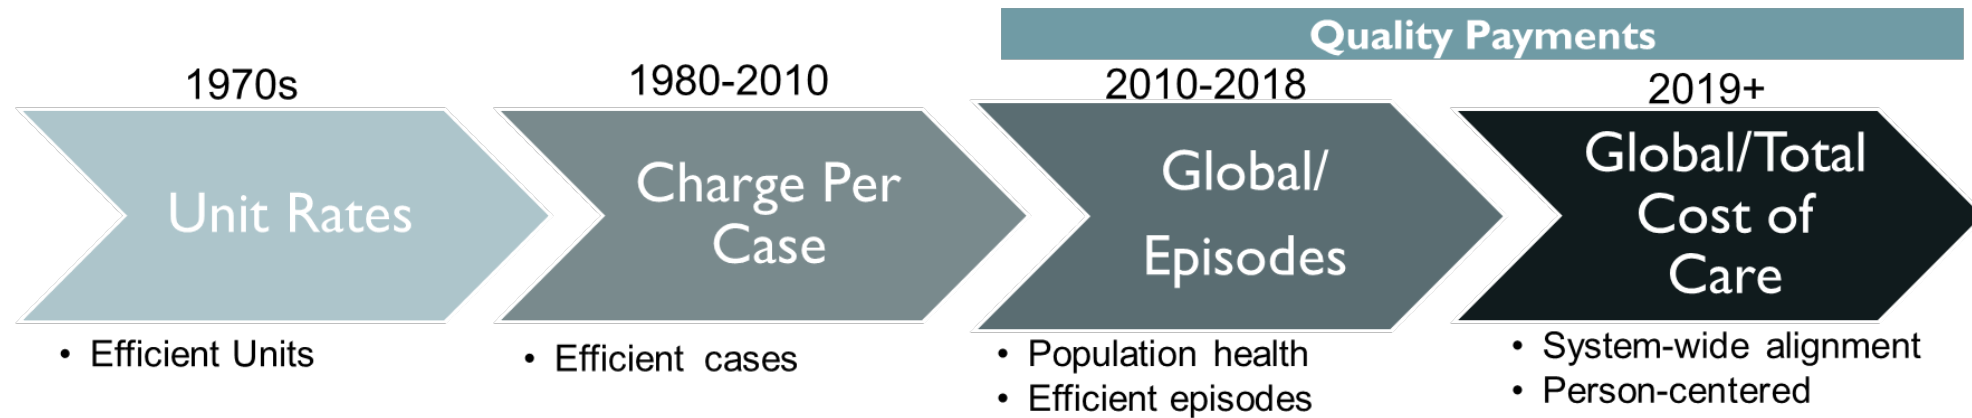 Quality Payments
1970s
1980-2010
2010-2018
2019+
Unit Rates
Charge Per
Case
Global/
Episodes
Global/Total
Cost of
Care
• Efficient Units
• Efficient cases
• Population health
• Efficient episodes
• System-wide alignment
• Person-centered